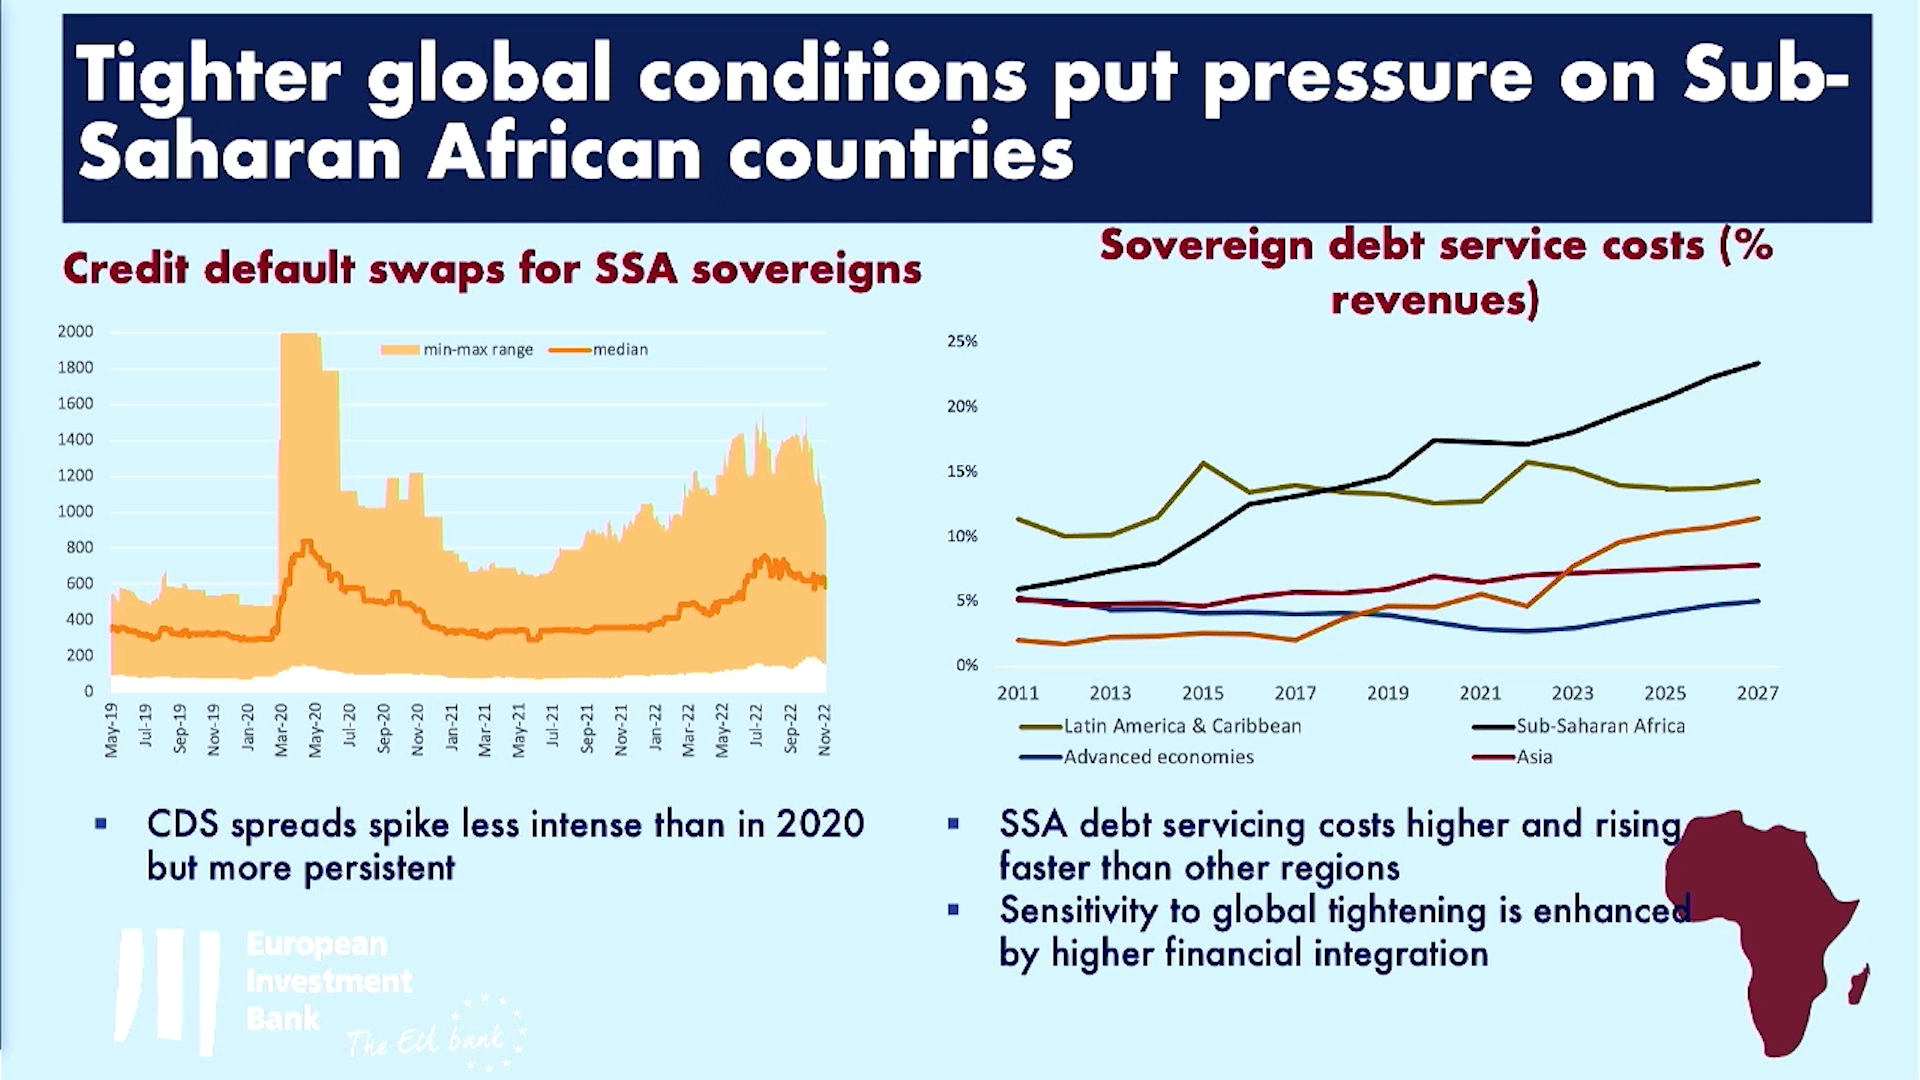 Tighter global conditions put pressure on Sub-
Saharan African countries
Credit default swaps for SSA sovereigns
2000
1800
1600
1400
1200
1000
800
600
400
200
0
min-max range
median
May-19
Jul-19
Sep-19
Nov-19
Jan-20
Mar-20
May-20
Jul-20
Sep-20
Nov-20
Jan-21
Mar-21
May-21
Jul-21
Sep-21
Nov-21
Jan-22
Mar-22
May-22
Jul-22
Sep-22
Nov-22
CDS spreads spike less intense than in 2020
but more persistent
Sovereign debt service costs (%
revenues)
25%
20%
15%
10%
5%
0%
2011 2013 2015 2017 2019 2021 2023 2025 2027
Latin America & Caribbean
Sub-Saharan Africa
Advanced economies
Asia
SSA debt servicing costs higher and rising
faster than other regions
Sensitivity to global tightening is enhanced
by higher financial integration
European
Investment
Bank
The EU bank